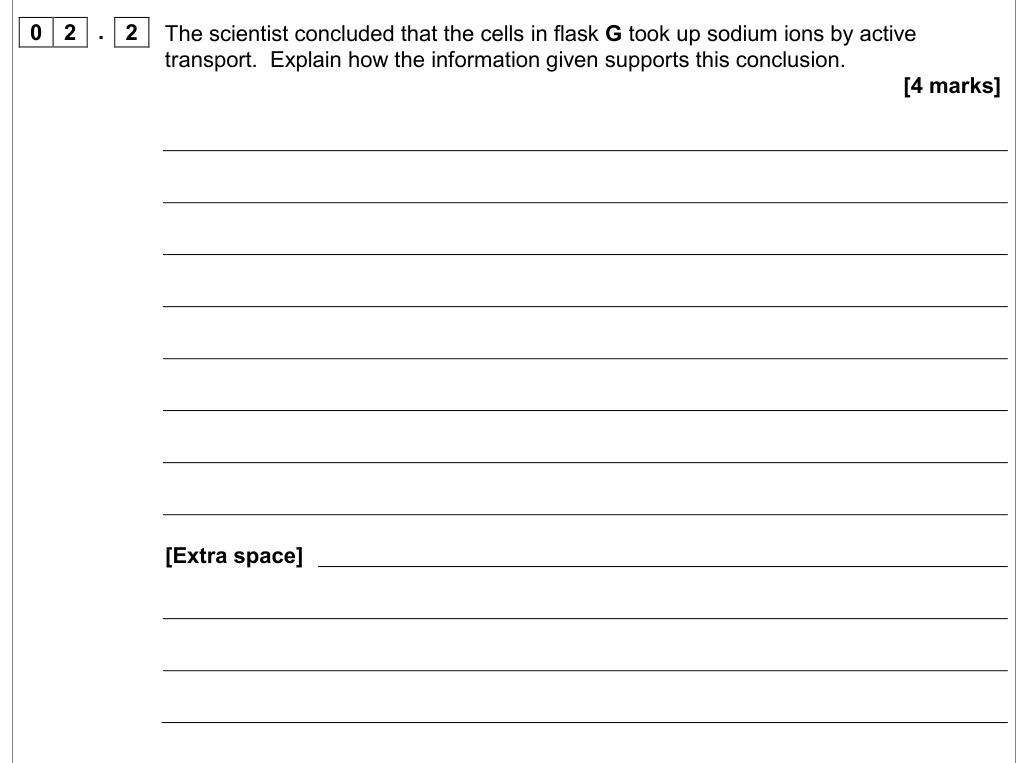 0 2 . 2 The scientist concluded that the cells in flask G took up sodium ions by active
transport. Explain how the information given supports this conclusion.
[4 marks]
[Extra space]